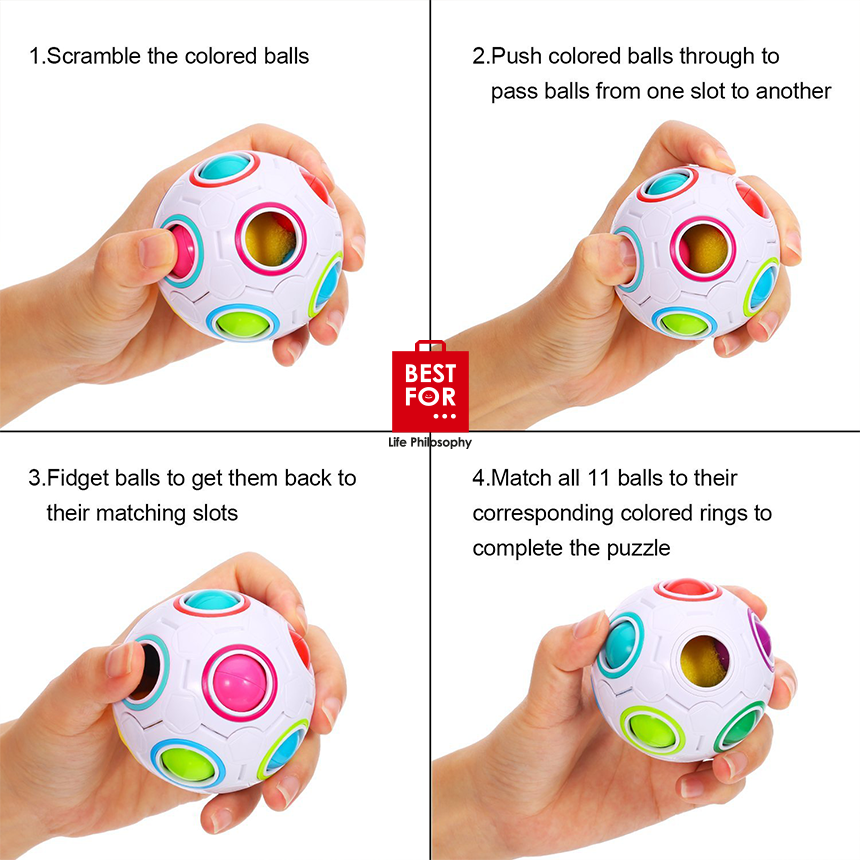 1.Scramble the colored balls
2.Push colored balls through to
pass balls from one slot to another
BEST
FOR
...
Life Philosophy
3.Fidget balls to get them back to
their matching slots
4.Match all 11 balls to their
corresponding colored rings to
complete the puzzle